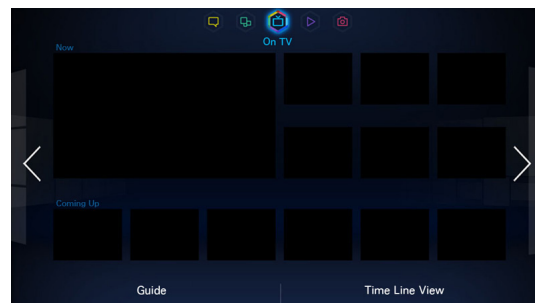 On TV
Now
Coming Up
Guide
Time Line View